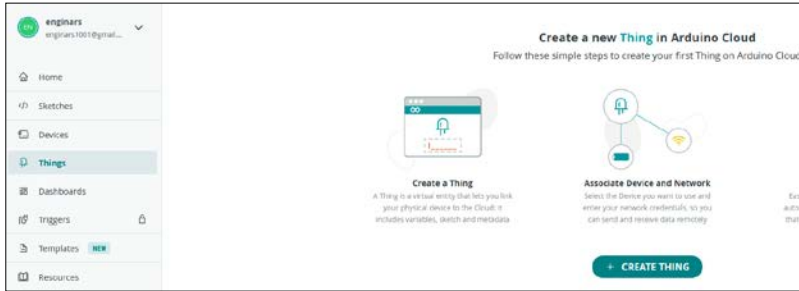 EN
enginars
enginars1001@gmail....
Home
Sketches
Devices
Things
Dashboards
Triggers
Templates NEW
Resources
Create a new Thing in Arduino Cloud
Follow these simple steps to create your first Thing on Arduino Cloud
Create a Thing
A Thing is a virtual entity that lets you link
your physical device to the Cloud: it
includes variables, sketch and metadata
Associate Device and Network
Select the Device you want to use and
enter your network credentials, so you
can send and receive data remotely
+ CREATE THING